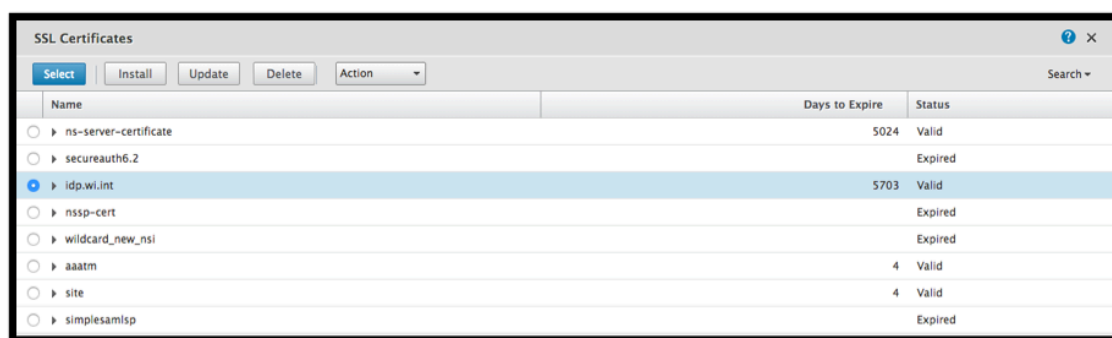 SSL Certificates ? ×
Select Install Update Delete Action Search
Name Days to Expire Status
ns-server-certificate 5024 Valid
secureauth6.2 Expired
idp.wi.int 5703 Valid
nssp-cert Expired
wildcard_new_nsi Expired
aaatm 4 Valid
site 4 Valid
simplesamlsp Expired